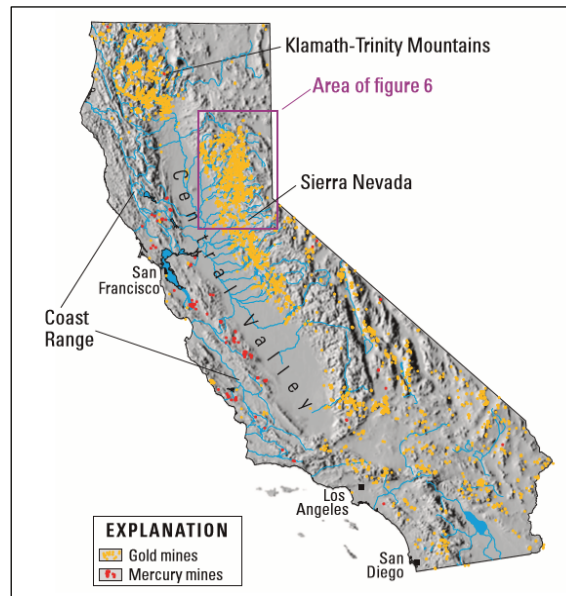 Klamath-Trinity Mountains
Area of figure 6
Sierra Nevada
Central Valley
San
Francisco
Coast
Range
Los
Angeles
San
Diego
EXPLANATION
Gold mines
Mercury mines